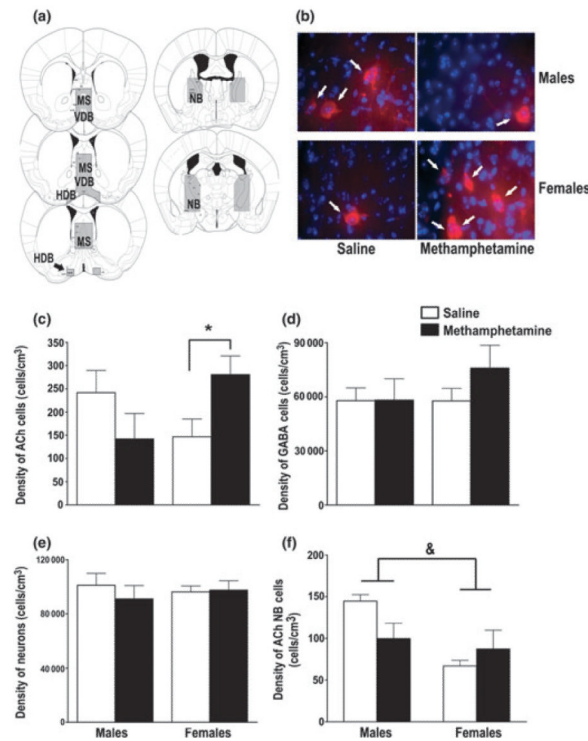 (a)
MS
VDB
MS
VDB
HDB
MS
HDB
NB
NB
(b)
Males
Females
Saline
Methamphetamine
(c)
Density of ACh cells (cells/cm³)
350
300
250
200
150
100
50
0
*
(d)
Saline
Methamphetamine
Density of GABA cells (cells/cm³)
90 000
60 000
30 000
0
(e)
Density of neurons (cells/cm³)
120 000
80 000
40 000
0
Males
Females
(f)
Density of ACh NB cells
(cells/cm³)
200
150
100
50
0
&
Males
Females